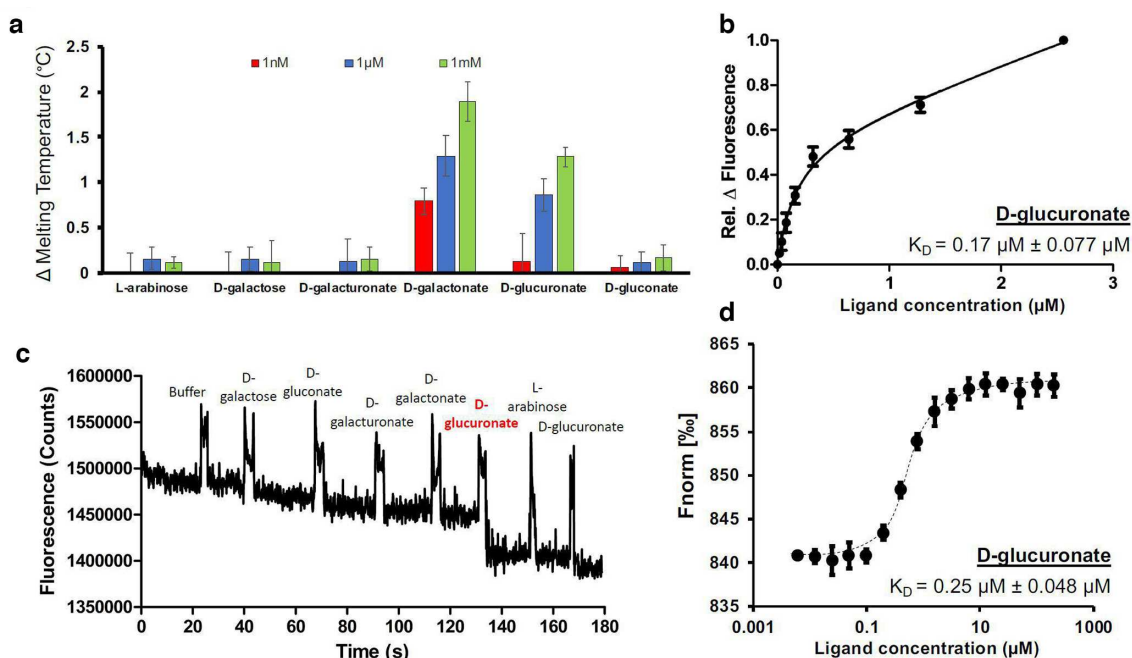 a
2.5
2
1.5
1
0.5
0
Δ Melting Temperature (°C)
1nM 1µM 1mM
L-arabinose D-galactose D-galacturonate D-galactonate D-glucuronate D-gluconate
b
1.0
0.8
0.6
0.4
0.2
0.0
Rel. Δ Fluorescence
0 1 2 3
Ligand concentration (µM)
D-glucuronate
K_D = 0.17 µM ± 0.077 µM
c
1600000
1550000
1500000
1450000
1400000
1350000
Fluorescence (Counts)
0 20 40 60 80 100 120 140 160 180
Time (s)
Buffer
D-
galactose
D-
gluconate
D-
galacturonate
D-
galactonate
D-
glucuronate
L-
arabinose
D-glucuronate
d
865
860
855
850
845
840
835
Fnorm [‰]
0.001 0.1 10 1000
Ligand concentration (µM)
D-glucuronate
K_D = 0.25 µM ± 0.048 µM